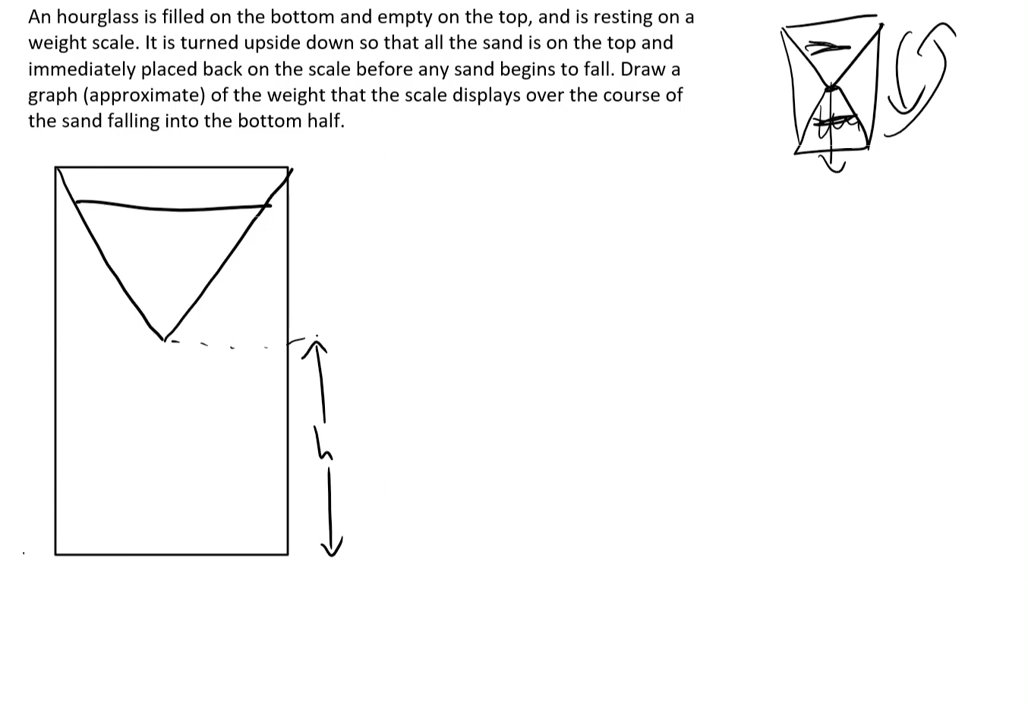 An hourglass is filled on the bottom and empty on the top, and is resting on a
weight scale. It is turned upside down so that all the sand is on the top and
immediately placed back on the scale before any sand begins to fall. Draw a
graph (approximate) of the weight that the scale displays over the course of
the sand falling into the bottom half.
h